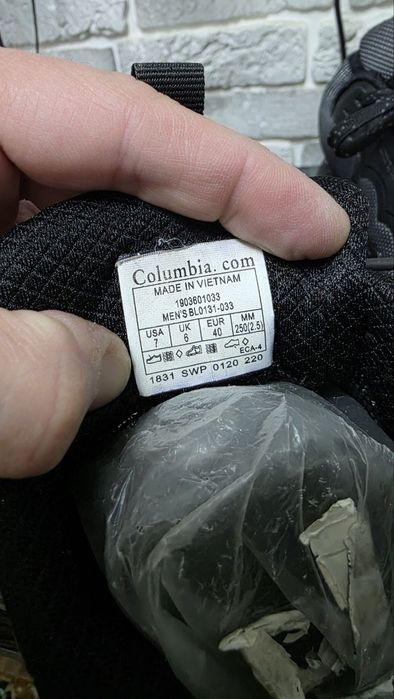 Columbia.com
MADE IN VIETNAM
1903601033
MEN'S BL0131-033
USA UK EUR MM
7 6 40 250(2.5)
ECA-4
1831 SWP 0120 220